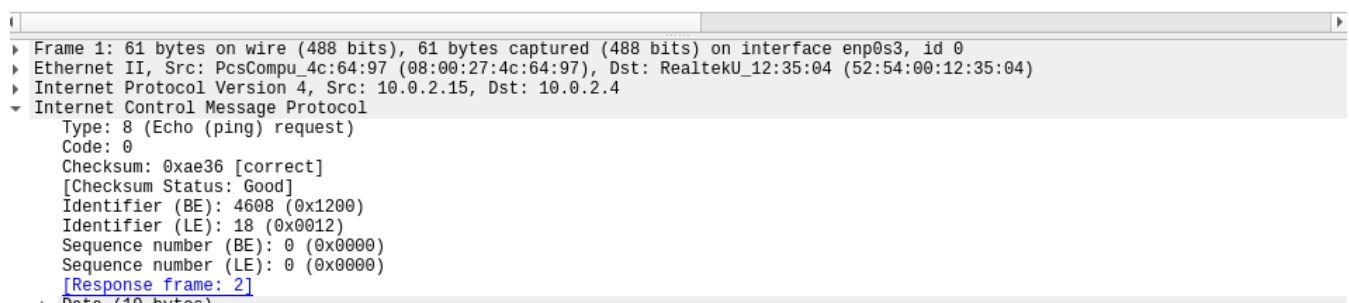 Frame 1: 61 bytes on wire (488 bits), 61 bytes captured (488 bits) on interface enp0s3, id 0
Ethernet II, Src: PcsCompu_4c:64:97 (08:00:27:4c:64:97), Dst: RealtekU_12:35:04 (52:54:00:12:35:04)
Internet Protocol Version 4, Src: 10.0.2.15, Dst: 10.0.2.4
Internet Control Message Protocol
Type: 8 (Echo (ping) request)
Code: 0
Checksum: 0xae36 [correct]
[Checksum Status: Good]
Identifier (BE): 4608 (0x1200)
Identifier (LE): 18 (0x0012)
Sequence number (BE): 0 (0x0000)
Sequence number (LE): 0 (0x0000)
[Response frame: 2]
Data (19 bytes)